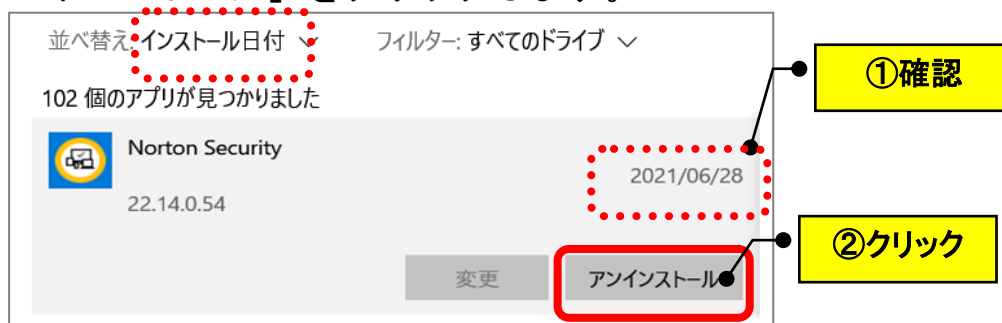 並べ替え: インストール日付 フィルター: すべてのドライブ
①確認
102 個のアプリが見つかりました
Norton Security
2021/06/28
22.14.0.54
②クリック
変更 アンインストール